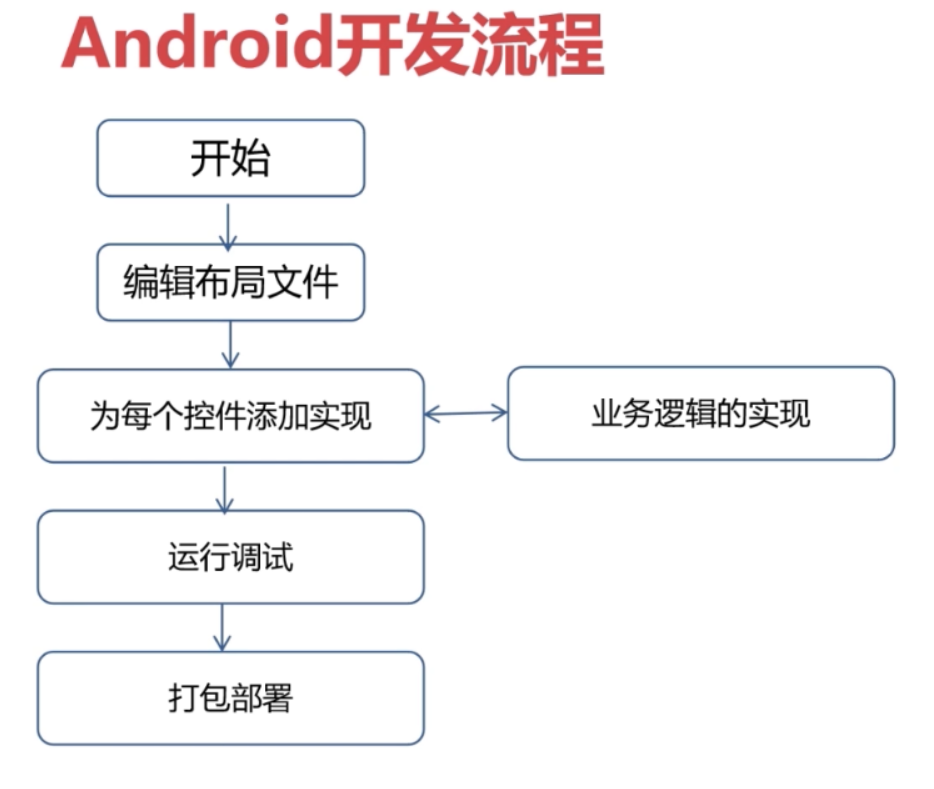 Android开发流程
开始
编辑布局文件
为每个控件添加实现
业务逻辑的实现
运行调试
打包部署